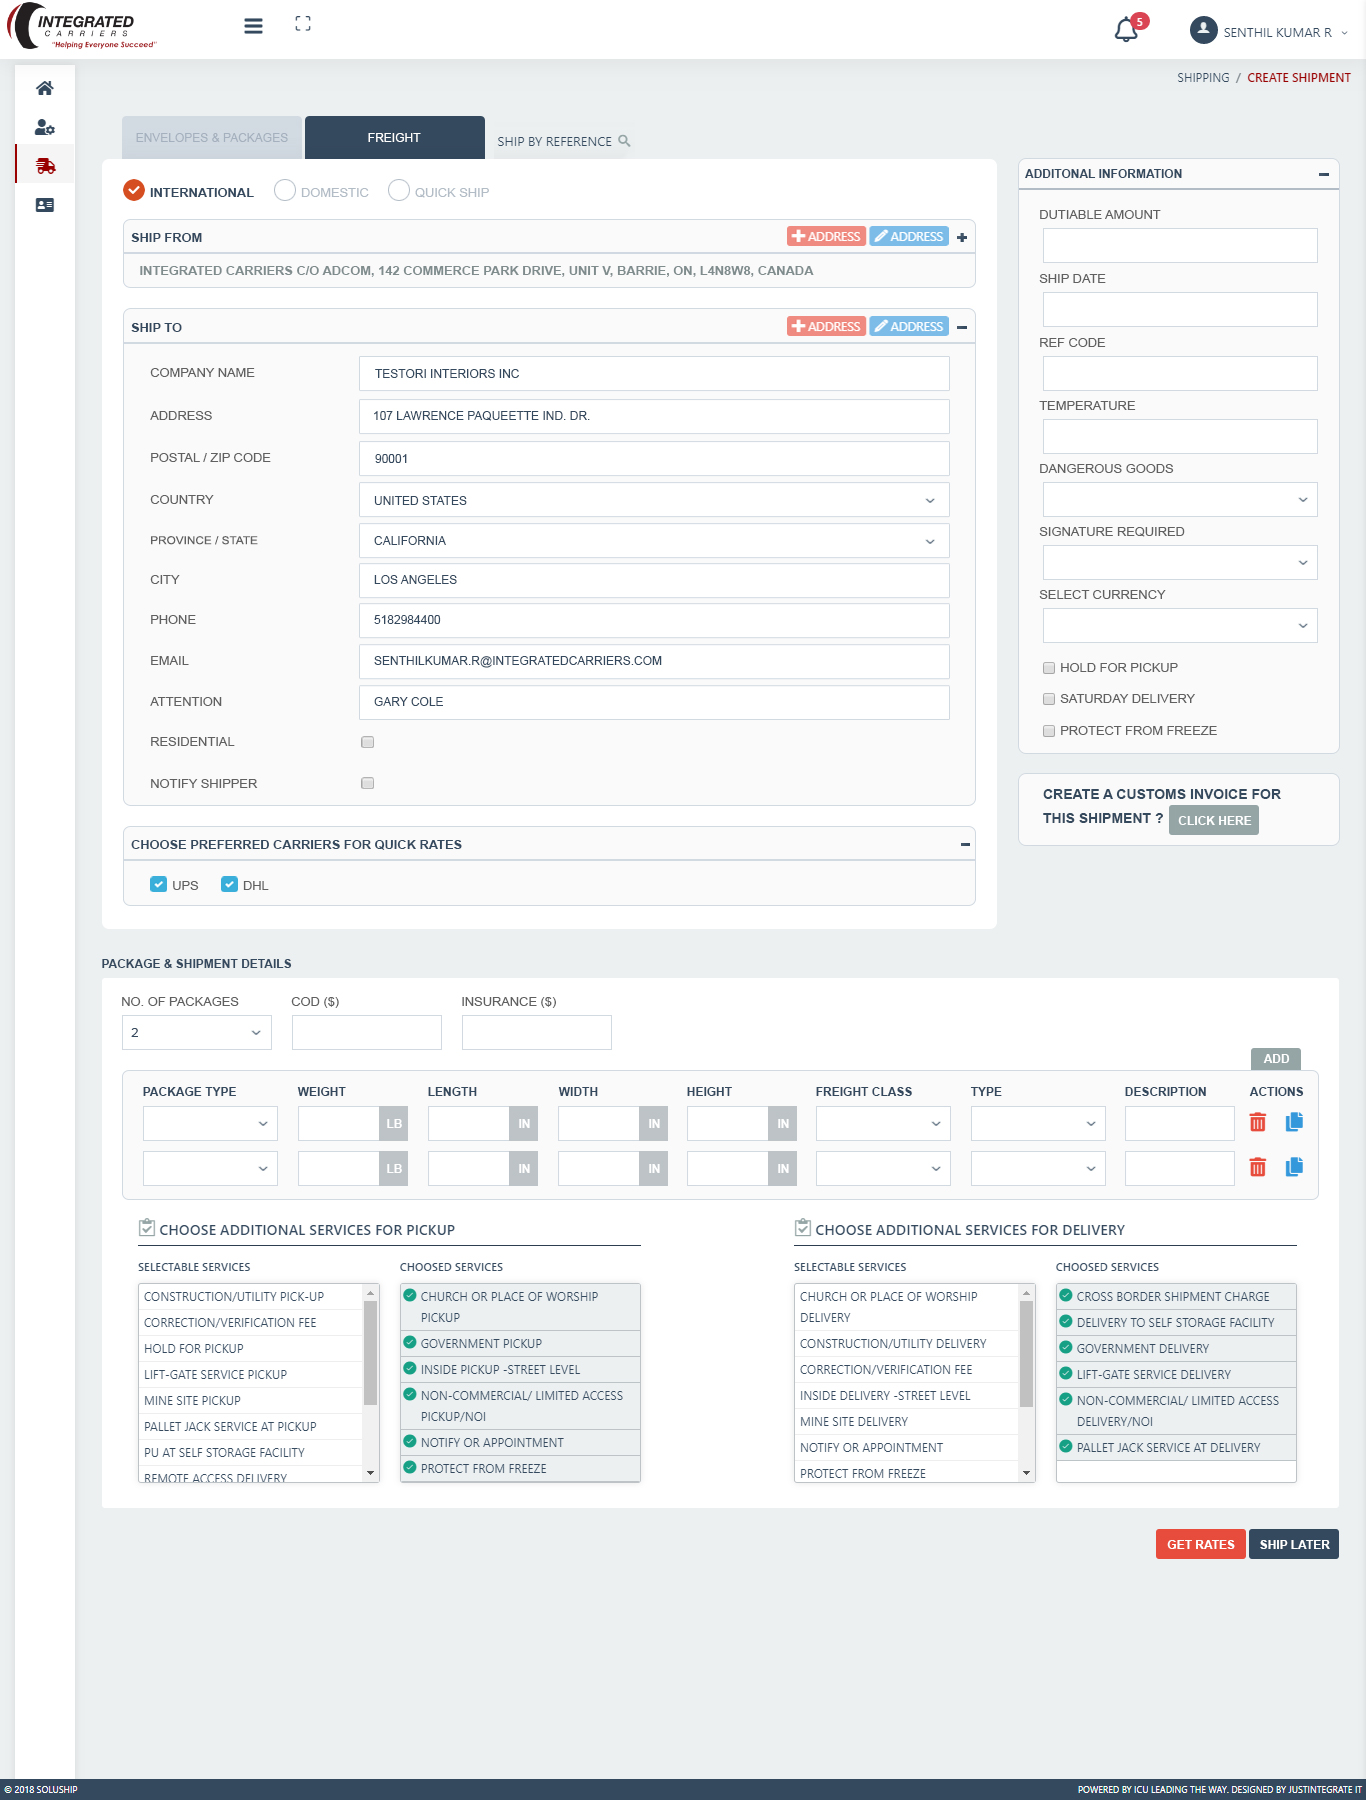 INTEGRATED
CARRIERS
"Helping Everyone Succeed"
5
SENTHIL KUMAR R
SHIPPING / CREATE SHIPMENT
ENVELOPES & PACKAGES
FREIGHT
SHIP BY REFERENCE
INTERNATIONAL
DOMESTIC
QUICK SHIP
SHIP FROM
ADDRESS
ADDRESS
INTEGRATED CARRIERS C/O ADCOM, 142 COMMERCE PARK DRIVE, UNIT V, BARRIE, ON, L4N8W8, CANADA
SHIP TO
ADDRESS
ADDRESS
COMPANY NAME
TESTORI INTERIORS INC
ADDRESS
107 LAWRENCE PAQUEETTE IND. DR.
POSTAL / ZIP CODE
90001
COUNTRY
UNITED STATES
PROVINCE / STATE
CALIFORNIA
CITY
LOS ANGELES
PHONE
5182984400
EMAIL
SENTHILKUMAR.R@INTEGRATEDCARRIERS.COM
ATTENTION
GARY COLE
RESIDENTIAL
NOTIFY SHIPPER
CHOOSE PREFERRED CARRIERS FOR QUICK RATES
UPS
DHL
ADDITONAL INFORMATION
DUTIABLE AMOUNT
SHIP DATE
REF CODE
TEMPERATURE
DANGEROUS GOODS
SIGNATURE REQUIRED
SELECT CURRENCY
HOLD FOR PICKUP
SATURDAY DELIVERY
PROTECT FROM FREEZE
CREATE A CUSTOMS INVOICE FOR
THIS SHIPMENT ? CLICK HERE
PACKAGE & SHIPMENT DETAILS
NO. OF PACKAGES
COD ($)
INSURANCE ($)
2
ADD
PACKAGE TYPE
WEIGHT
LENGTH
WIDTH
HEIGHT
FREIGHT CLASS
TYPE
DESCRIPTION
ACTIONS
LB
IN
IN
IN
LB
IN
IN
IN
CHOOSE ADDITIONAL SERVICES FOR PICKUP
SELECTABLE SERVICES
CONSTRUCTION/UTILITY PICK-UP
CORRECTION/VERIFICATION FEE
HOLD FOR PICKUP
LIFT-GATE SERVICE PICKUP
MINE SITE PICKUP
PALLET JACK SERVICE AT PICKUP
PU AT SELF STORAGE FACILITY
REMOTE ACCESS DELIVERY
CHOOSED SERVICES
CHURCH OR PLACE OF WORSHIP
PICKUP
GOVERNMENT PICKUP
INSIDE PICKUP -STREET LEVEL
NON-COMMERCIAL/ LIMITED ACCESS
PICKUP/NOI
NOTIFY OR APPOINTMENT
PROTECT FROM FREEZE
CHOOSE ADDITIONAL SERVICES FOR DELIVERY
SELECTABLE SERVICES
CHURCH OR PLACE OF WORSHIP
DELIVERY
CONSTRUCTION/UTILITY DELIVERY
CORRECTION/VERIFICATION FEE
INSIDE DELIVERY -STREET LEVEL
MINE SITE DELIVERY
NOTIFY OR APPOINTMENT
PROTECT FROM FREEZE
CHOOSED SERVICES
CROSS BORDER SHIPMENT CHARGE
DELIVERY TO SELF STORAGE FACILITY
GOVERNMENT DELIVERY
LIFT-GATE SERVICE DELIVERY
NON-COMMERCIAL/ LIMITED ACCESS
DELIVERY/NOI
PALLET JACK SERVICE AT DELIVERY
GET RATES
SHIP LATER
© 2018 SOLUSHIP
POWERED BY ICU LEADING THE WAY. DESIGNED BY JUSTINTEGRATE IT